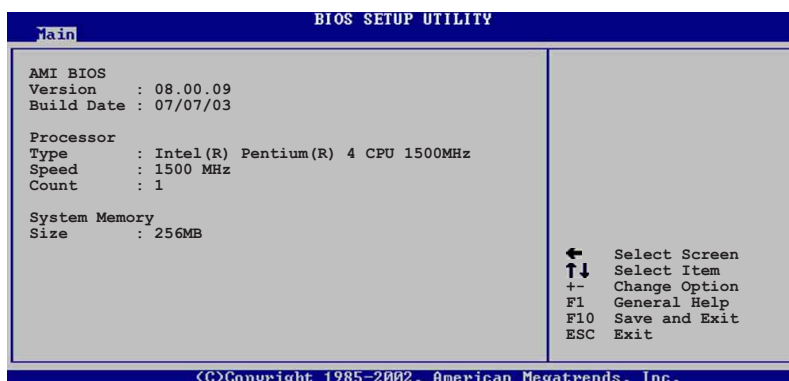 BIOS SETUP UTILITY
Main
AMI BIOS
Version : 08.00.09
Build Date : 07/07/03
Processor
Type : Intel(R) Pentium(R) 4 CPU 1500MHz
Speed : 1500 MHz
Count : 1
System Memory
Size : 256MB
← Select Screen
↑↓ Select Item
+- Change Option
F1 General Help
F10 Save and Exit
ESC Exit
(C)Copyright 1985-2002, American Megatrends, Inc.